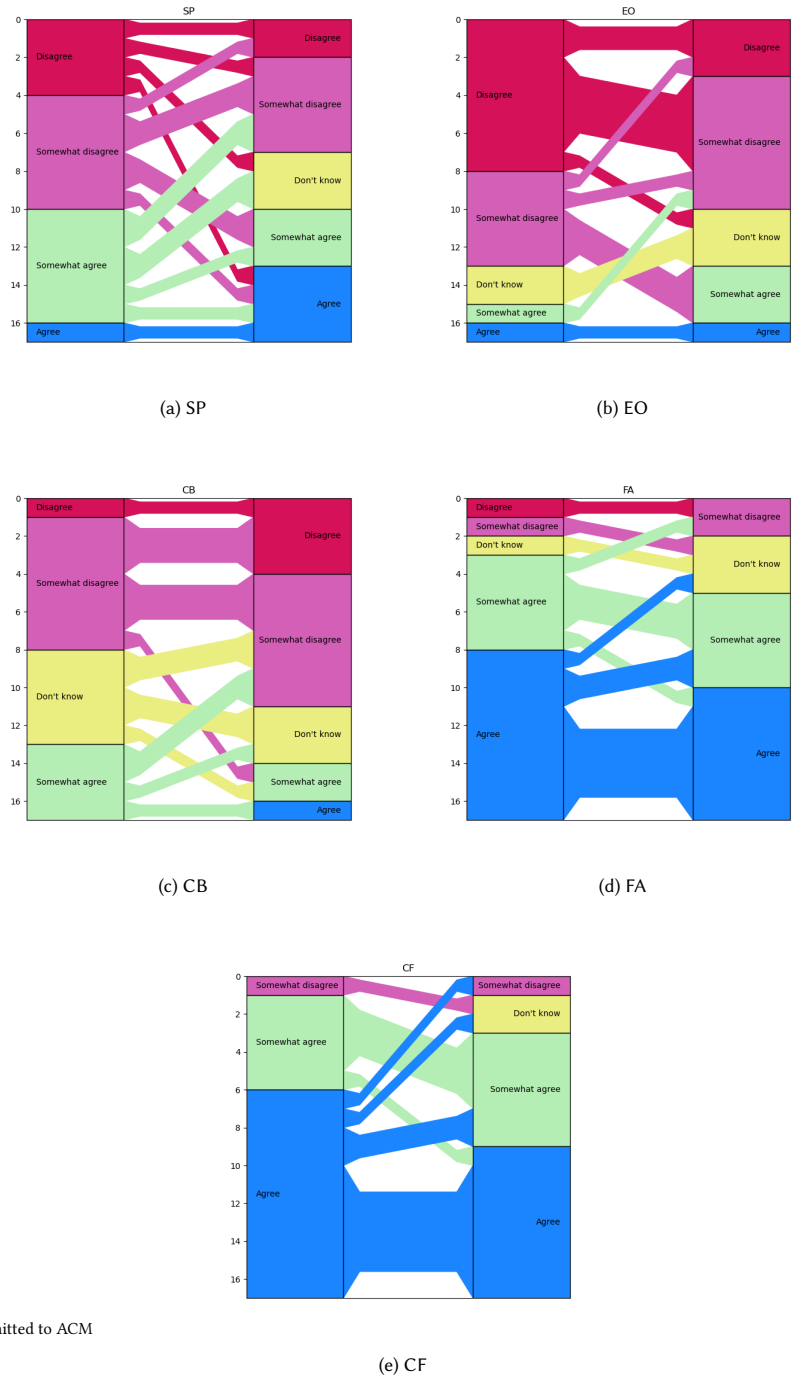 SP
0
2
4
6
8
10
12
14
16
Disagree
Somewhat disagree
Somewhat agree
Agree
Disagree
Somewhat disagree
Don't know
Somewhat agree
Agree
(a) SP
EO
0
2
4
6
8
10
12
14
16
Disagree
Somewhat disagree
Don't know
Somewhat agree
Agree
Disagree
Somewhat disagree
Don't know
Somewhat agree
Agree
(b) EO
CB
0
2
4
6
8
10
12
14
16
Disagree
Somewhat disagree
Don't know
Somewhat agree
Disagree
Somewhat disagree
Don't know
Somewhat agree
Agree
(c) CB
FA
0
2
4
6
8
10
12
14
16
Disagree
Somewhat disagree
Don't know
Somewhat agree
Agree
Somewhat disagree
Don't know
Somewhat agree
Agree
(d) FA
CF
0
2
4
6
8
10
12
14
16
Somewhat disagree
Somewhat agree
Agree
Somewhat disagree
Don't know
Somewhat agree
Agree
itted to ACM
(e) CF